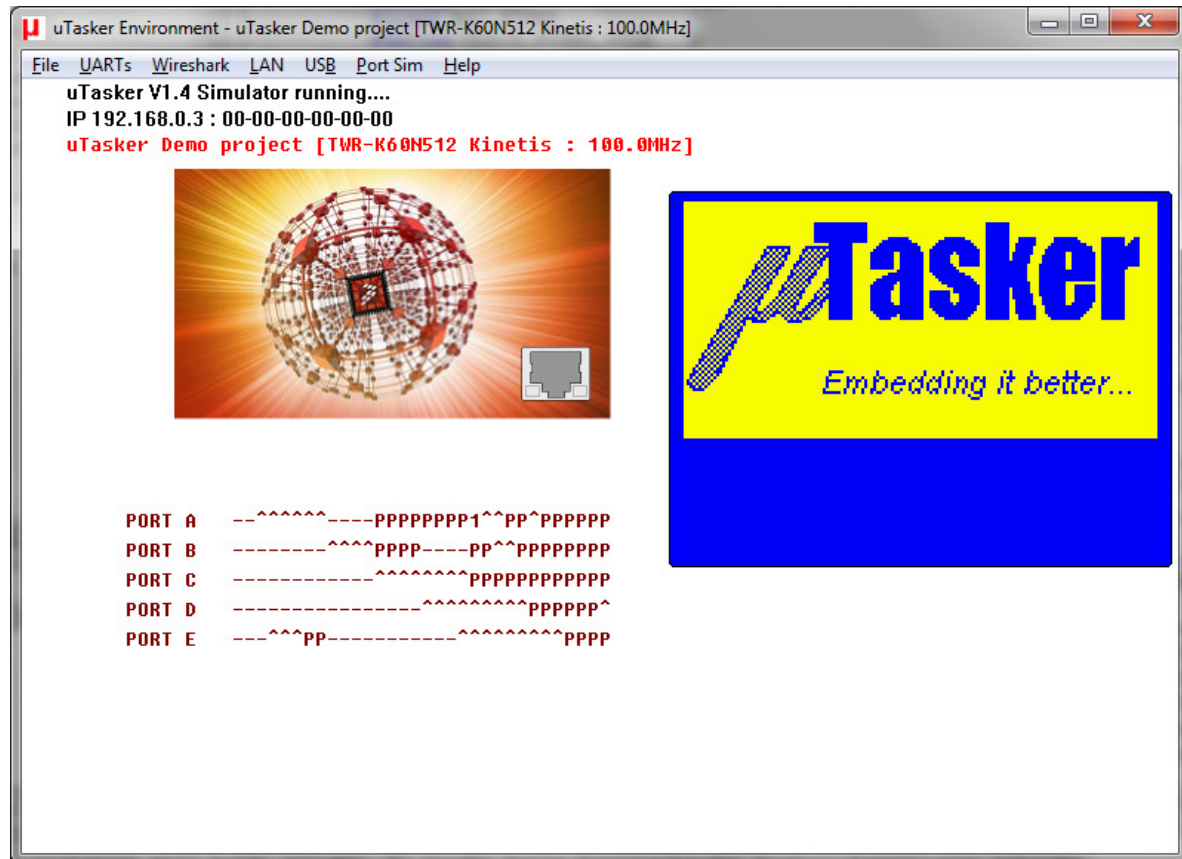 uTasker Environment - uTasker Demo project [TWR-K60N512 Kinetis : 100.0MHz]
File UARTs Wireshark LAN USB Port Sim Help
uTasker V1.4 Simulator running....
IP 192.168.0.3 : 00-00-00-00-00-00
uTasker Demo project [TWR-K60N512 Kinetis : 100.0MHz]
µTasker
Embedding it better...
PORT A --^^^^^^----PPPPPPPP1^^PP^PPPPPP
PORT B --------^^^^PPPP----PP^^PPPPPPPP
PORT C ------------^^^^^^^^PPPPPPPPPPPP
PORT D ----------------^^^^^^^^^PPPPPP^
PORT E ---^^^PP-----------^^^^^^^^^PPPP